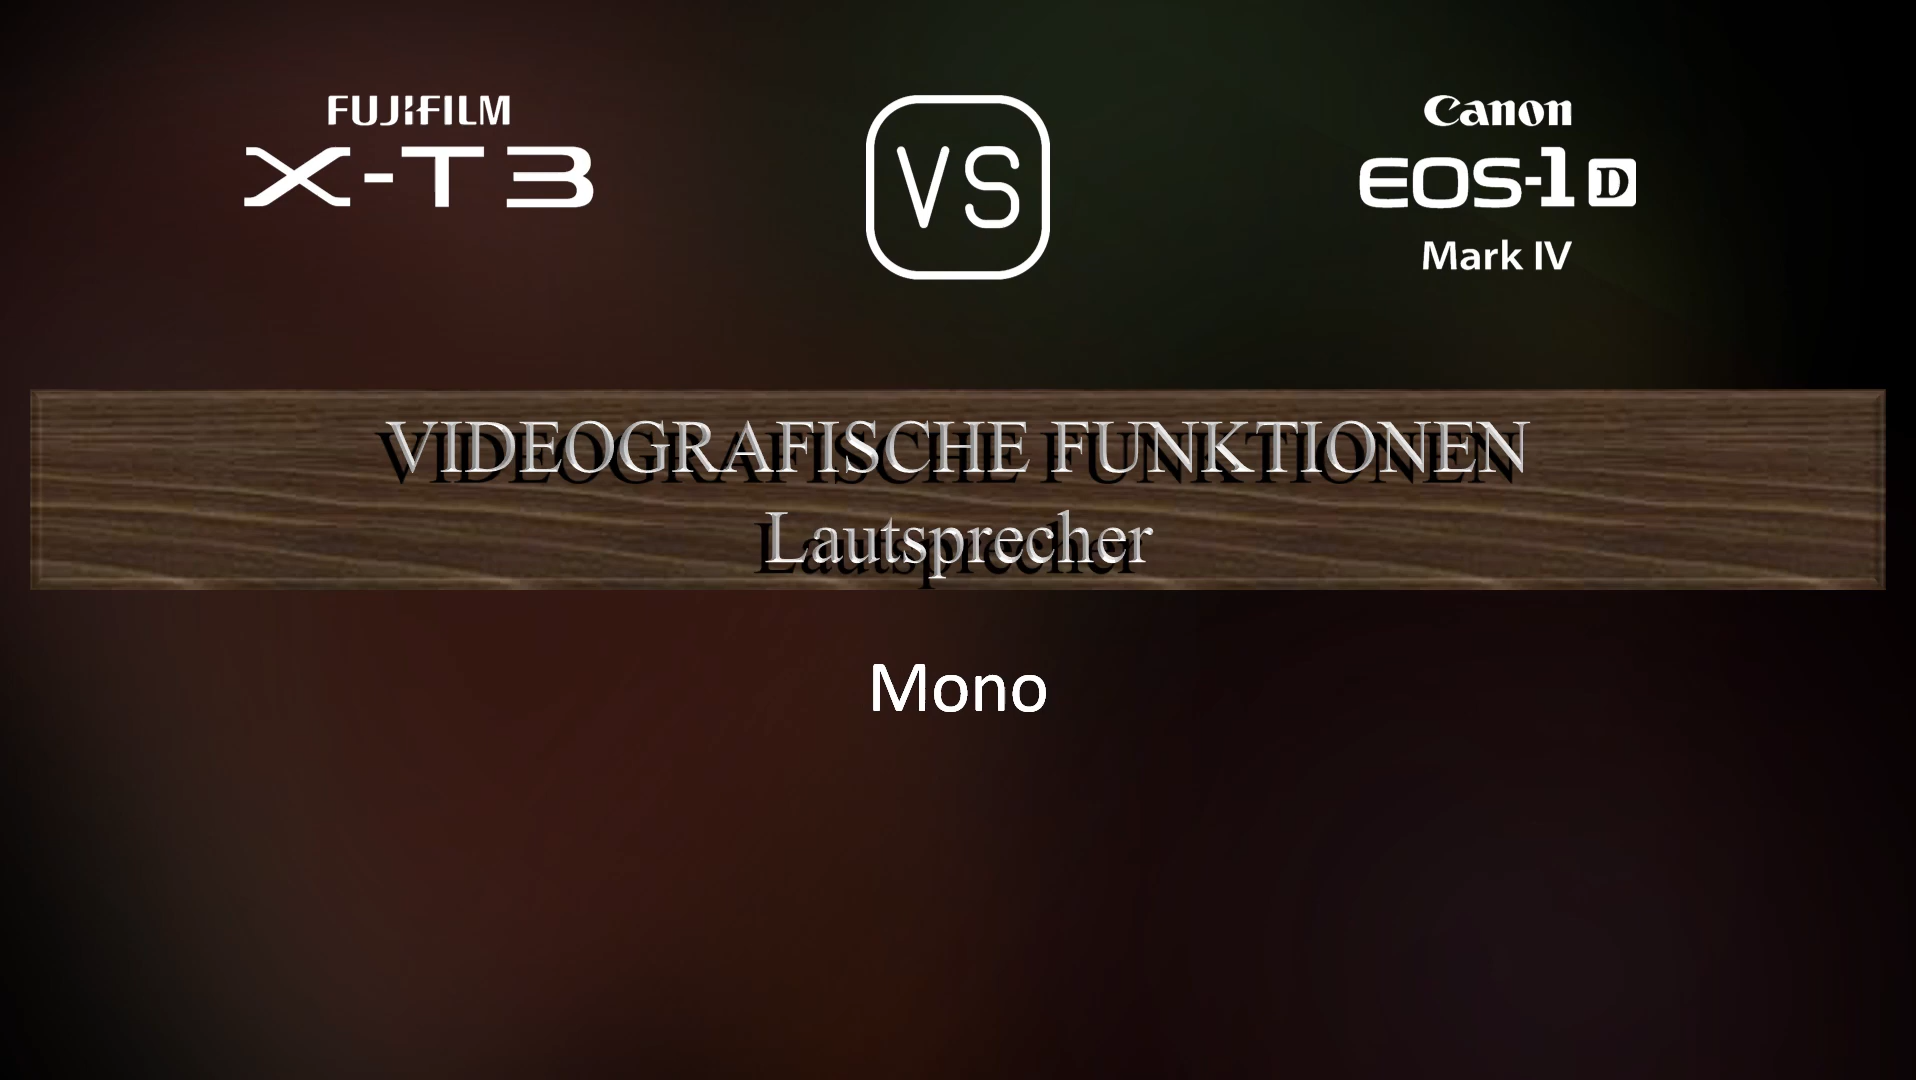 FUJIFILM
X-T3
VS
Canon
EOS-1D
Mark IV
VIDEOGRAFISCHE FUNKTIONEN
Lautsprecher
Mono